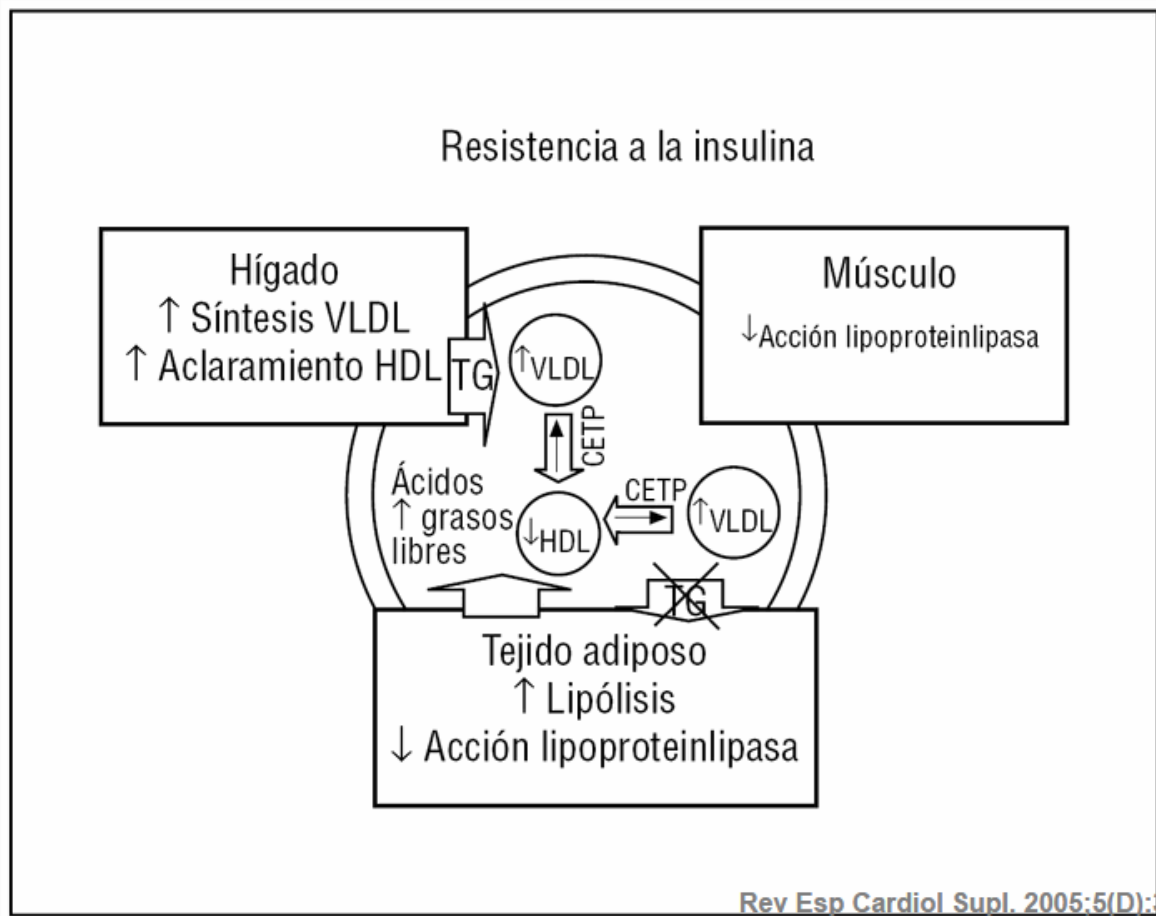 Resistencia a la insulina
Hígado
↑ Síntesis VLDL
↑ Aclaramiento HDL
TG
↑VLDL
CETP
Músculo
↓Acción lipoproteinlipasa
Ácidos
↑ grasos
libres
↓HDL
CETP
↑VLDL
TG
Tejido adiposo
↑ Lipólisis
↓ Acción lipoproteinlipasa
Rev Esp Cardiol Supl. 2005;5(D):